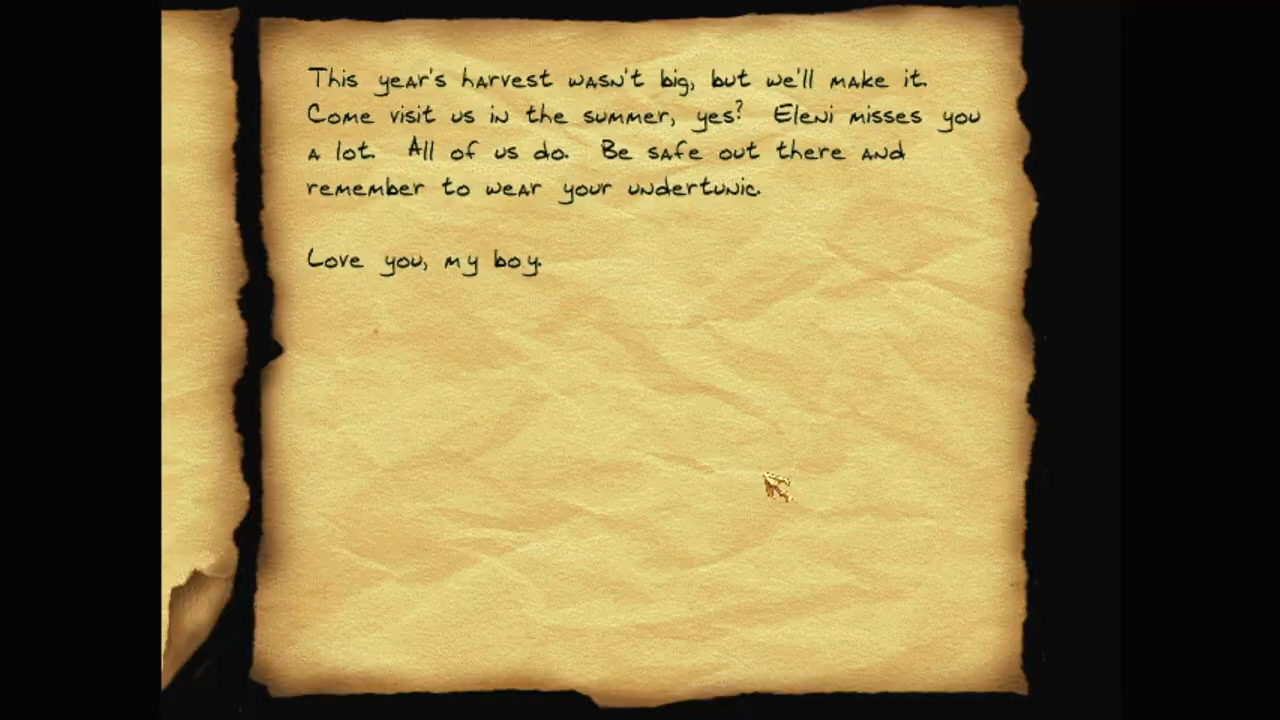 This year's harvest wasn't big, but we'll make it.
Come visit us in the summer, yes? Eleni misses you
a lot. All of us do. Be safe out there and
remember to wear your undertunic.
Love you, my boy.